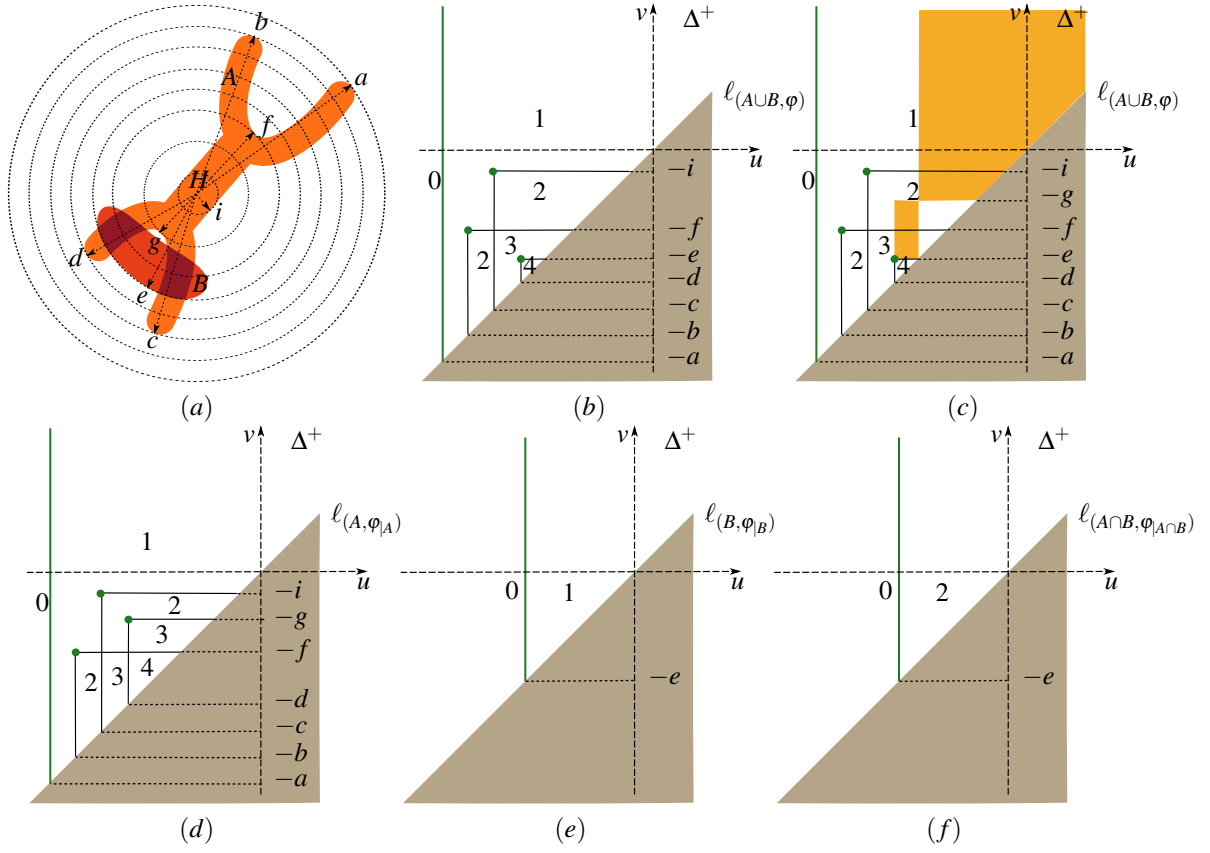 b
A
a
f
H
i
g
d
B
e
c
(a)
v Δ⁺
ℓ(A∪B,φ)
1
u
0
2
−i
−f
3
2
−e
4
−d
−c
−b
−a
(b)
v Δ⁺
ℓ(A∪B,φ)
1
u
0
2
−i
−g
−f
3
2
−e
4
−d
−c
−b
−a
(c)
v Δ⁺
ℓ(A,φ|A)
1
u
0
2
−i
−g
3
−f
2 3 4
−d
−c
−b
−a
(d)
v Δ⁺
ℓ(B,φ|B)
u
0 1
−e
(e)
v Δ⁺
ℓ(A∩B,φ|A∩B)
u
0 2
−e
(f)